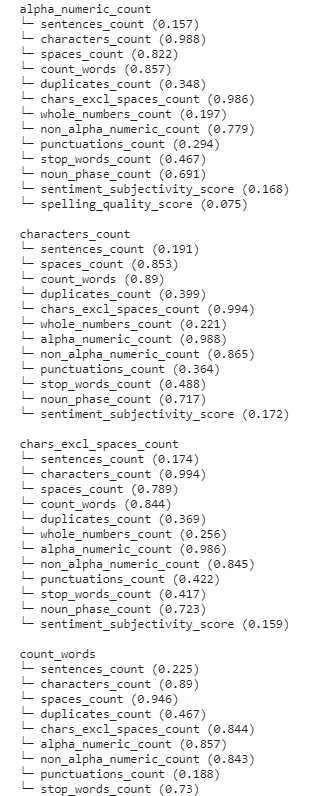 alpha_numeric_count
└─ sentences_count (0.157)
└─ characters_count (0.988)
└─ spaces_count (0.822)
└─ count_words (0.857)
└─ duplicates_count (0.348)
└─ chars_excl_spaces_count (0.986)
└─ whole_numbers_count (0.197)
└─ non_alpha_numeric_count (0.779)
└─ punctuations_count (0.294)
└─ stop_words_count (0.467)
└─ noun_phase_count (0.691)
└─ sentiment_subjectivity_score (0.168)
└─ spelling_quality_score (0.075)

characters_count
└─ sentences_count (0.191)
└─ spaces_count (0.853)
└─ count_words (0.89)
└─ duplicates_count (0.399)
└─ chars_excl_spaces_count (0.994)
└─ whole_numbers_count (0.221)
└─ alpha_numeric_count (0.988)
└─ non_alpha_numeric_count (0.865)
└─ punctuations_count (0.364)
└─ stop_words_count (0.488)
└─ noun_phase_count (0.717)
└─ sentiment_subjectivity_score (0.172)

chars_excl_spaces_count
└─ sentences_count (0.174)
└─ characters_count (0.994)
└─ spaces_count (0.789)
└─ count_words (0.844)
└─ duplicates_count (0.369)
└─ whole_numbers_count (0.256)
└─ alpha_numeric_count (0.986)
└─ non_alpha_numeric_count (0.845)
└─ punctuations_count (0.422)
└─ stop_words_count (0.417)
└─ noun_phase_count (0.723)
└─ sentiment_subjectivity_score (0.159)

count_words
└─ sentences_count (0.225)
└─ characters_count (0.89)
└─ spaces_count (0.946)
└─ duplicates_count (0.467)
└─ chars_excl_spaces_count (0.844)
└─ alpha_numeric_count (0.857)
└─ non_alpha_numeric_count (0.843)
└─ punctuations_count (0.188)
└─ stop_words_count (0.73)